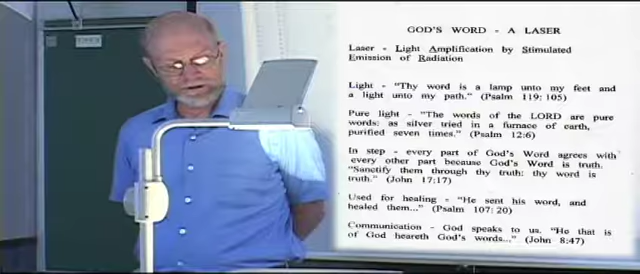 GOD'S WORD - A LASER
Laser - Light Amplification by Stimulated
Emission of Radiation
Light - "Thy word is a lamp unto my feet and
a light unto my path." (Psalm 119: 105)
Pure light - "The words of the LORD are pure
words: as silver tried in a furnace of earth,
purified seven times." (Psalm 12:6)
In step - every part of God's Word agrees with
every other part because God's Word is truth.
"Sanctify them through thy truth: thy word is
truth." (John 17:17)
Used for healing - "He sent his word, and
healed them..." (Psalm 107: 20)
Communication - God speaks to us. "He that is
of God heareth God's words..." (John 8:47)